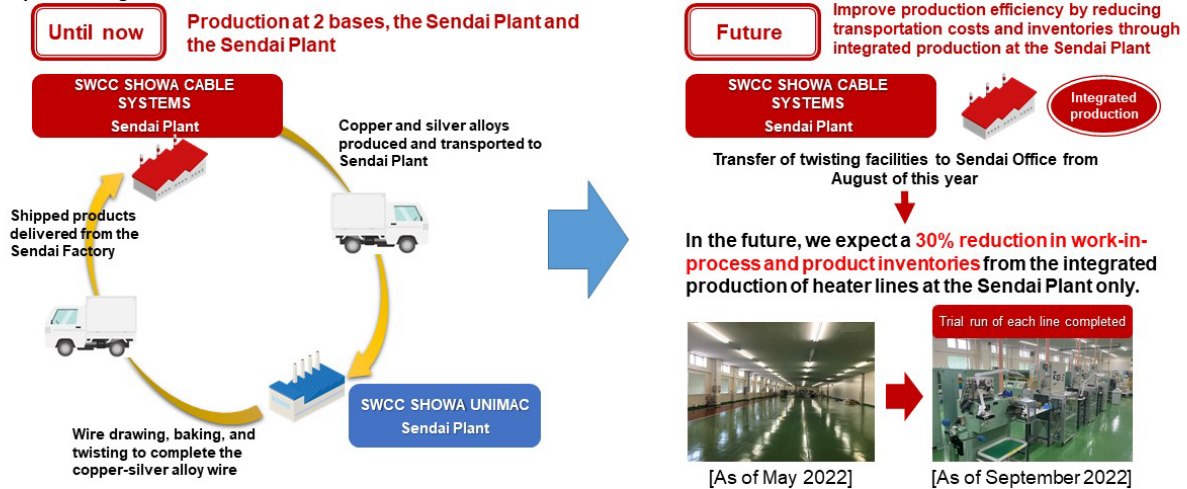 Until now
Production at 2 bases, the Sendai Plant and
the Sendai Plant
SWCC SHOWA CABLE
SYSTEMS
Sendai Plant
Copper and silver alloys
produced and transported to
Sendai Plant
Shipped products
delivered from the
Sendai Factory
SWCC SHOWA UNIMAC
Sendai Plant
Wire drawing, baking, and
twisting to complete the
copper-silver alloy wire
Future
Improve production efficiency by reducing
transportation costs and inventories through
integrated production at the Sendai Plant
SWCC SHOWA CABLE
SYSTEMS
Sendai Plant
Integrated
production
Transfer of twisting facilities to Sendai Office from
August of this year
In the future, we expect a 30% reduction in work-in-
process and product inventories from the integrated
production of heater lines at the Sendai Plant only.
Trial run of each line completed
[As of May 2022]
[As of September 2022]